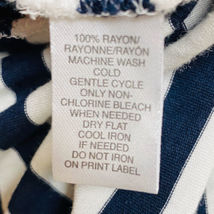 100% RAYON/
RAYONNE/RAYÓN
MACHINE WASH
COLD
GENTLE CYCLE
ONLY NON-
CHLORINE BLEACH
WHEN NEEDED
DRY FLAT
COOL IRON
IF NEEDED
DO NOT IRON
ON PRINT LABEL